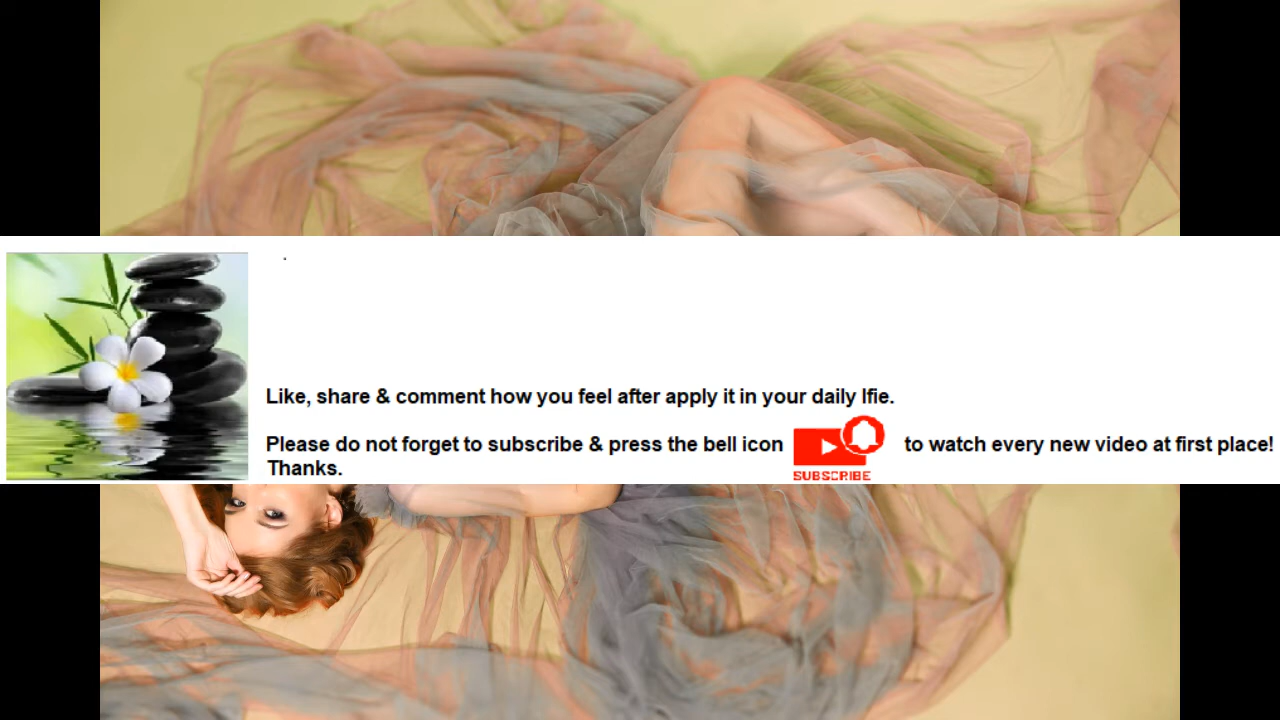 Like, share & comment how you feel after apply it in your daily lfie.
Please do not forget to subscribe & press the bell icon SUBSCRIBE to watch every new video at first place!
Thanks.